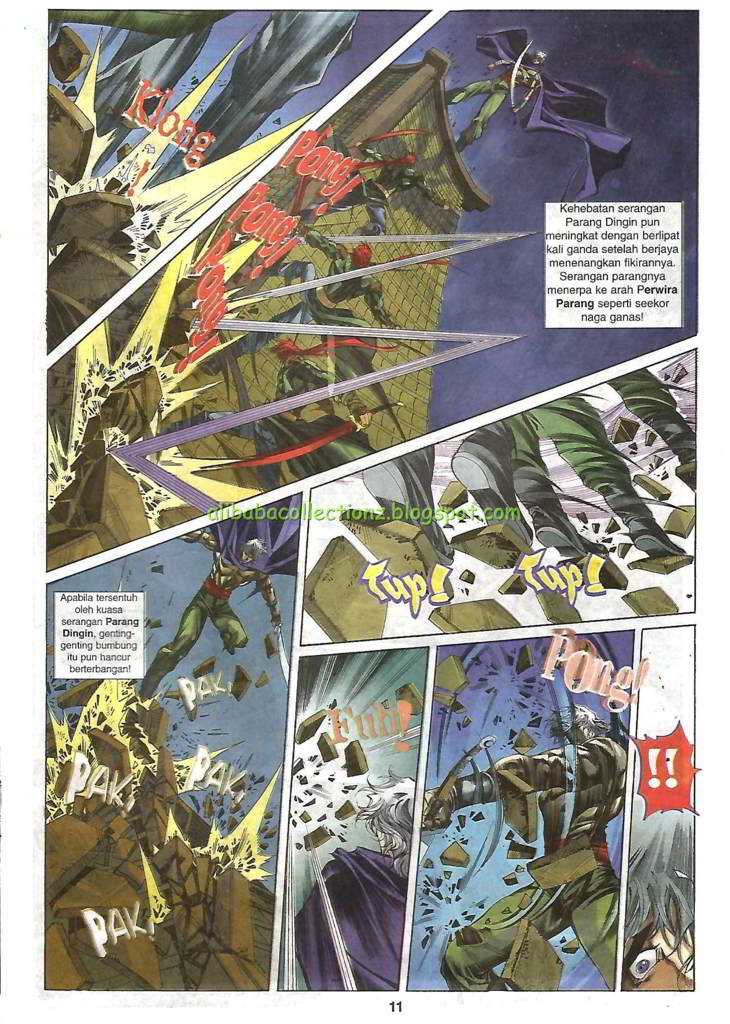 Klong
!
Pong!
Pong!
Pong!
Kehebatan serangan
Parang Dingin pun
meningkat dengan berlipat
kali ganda setelah berjaya
menenangkan fikirannya.
Serangan parangnya
menerpa ke arah Perwira
Parang seperti seekor
naga ganas!
alibabacollectionz.blogspot.com
Tup!
Tup!
Apabila tersentuh
oleh kuasa
serangan Parang
Dingin, genting-
genting bumbung
itu pun hancur
berterbangan!
PAK,
PAK,
PAK,
PAK,
Fuh!
Pong!
!!
11